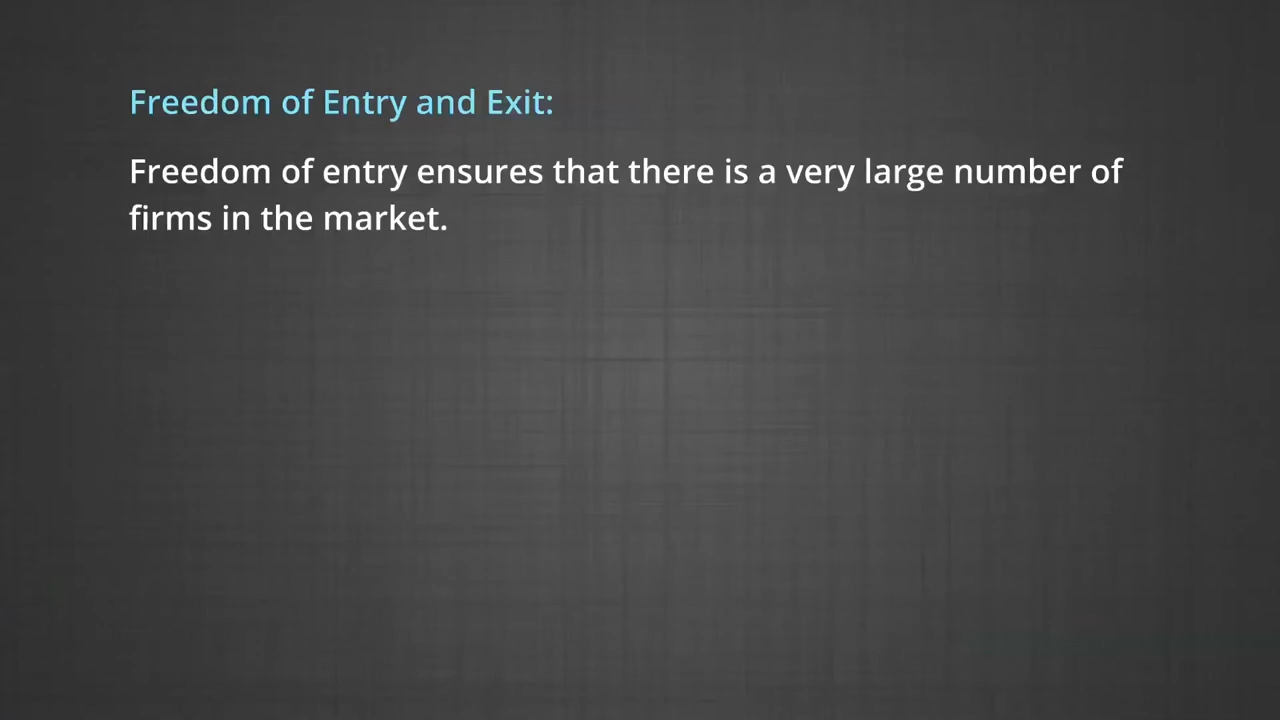 Freedom of Entry and Exit:
Freedom of entry ensures that there is a very large number of
firms in the market.